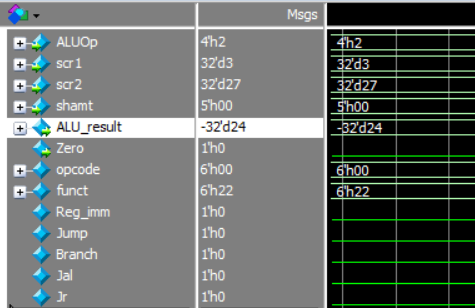 Msgs
ALUOp 4'h2 4'h2
scr1 32'd3 32'd3
scr2 32'd27 32'd27
shamt 5'h00 5'h00
ALU_result -32'd24 -32'd24
Zero 1'h0
opcode 6'h00 6'h00
funct 6'h22 6'h22
Reg_imm 1'h0
Jump 1'h0
Branch 1'h0
Jal 1'h0
Jr 1'h0